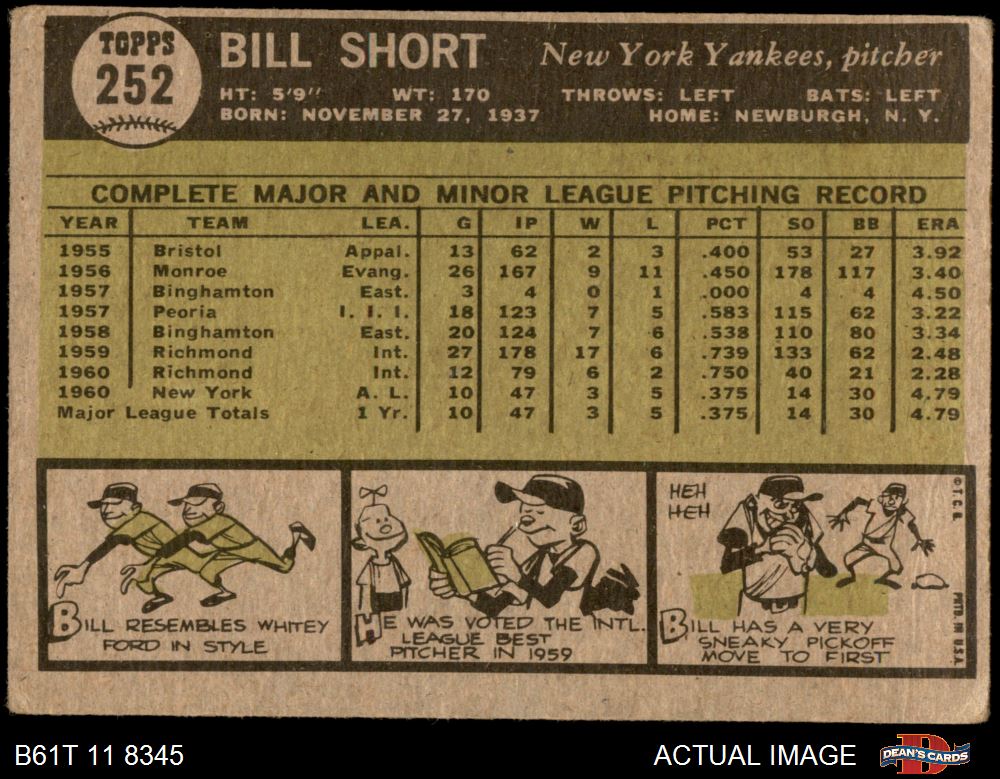 TOPPS
252
BILL SHORT New York Yankees, pitcher
HT: 5'9" WT: 170 THROWS: LEFT BATS: LEFT
BORN: NOVEMBER 27, 1937 HOME: NEWBURGH, N. Y.
COMPLETE MAJOR AND MINOR LEAGUE PITCHING RECORD
YEAR TEAM LEA. G IP W L PCT SO BB ERA
1955 Bristol Appal. 13 62 2 3 .400 53 27 3.92
1956 Monroe Evang. 26 167 9 11 .450 178 117 3.40
1957 Binghamton East. 3 4 0 1 .000 4 4 4.50
1957 Peoria I. I. I. 18 123 7 5 .583 115 62 3.22
1958 Binghamton East. 20 124 7 6 .538 110 80 3.34
1959 Richmond Int. 27 178 17 6 .739 133 62 2.48
1960 Richmond Int. 12 79 6 2 .750 40 21 2.28
1960 New York A. L. 10 47 3 5 .375 14 30 4.79
Major League Totals 1 Yr. 10 47 3 5 .375 14 30 4.79
BILL RESEMBLES WHITEY
FORD IN STYLE
HE WAS VOTED THE INTL.
LEAGUE BEST
PITCHER IN 1959
HEH
HEH
BILL HAS A VERY
SNEAKY PICKOFF
MOVE TO FIRST
© T. C. G.
PRTD. IN U.S.A.
B61T 11 8345 ACTUAL IMAGE DEAN'S CARDS